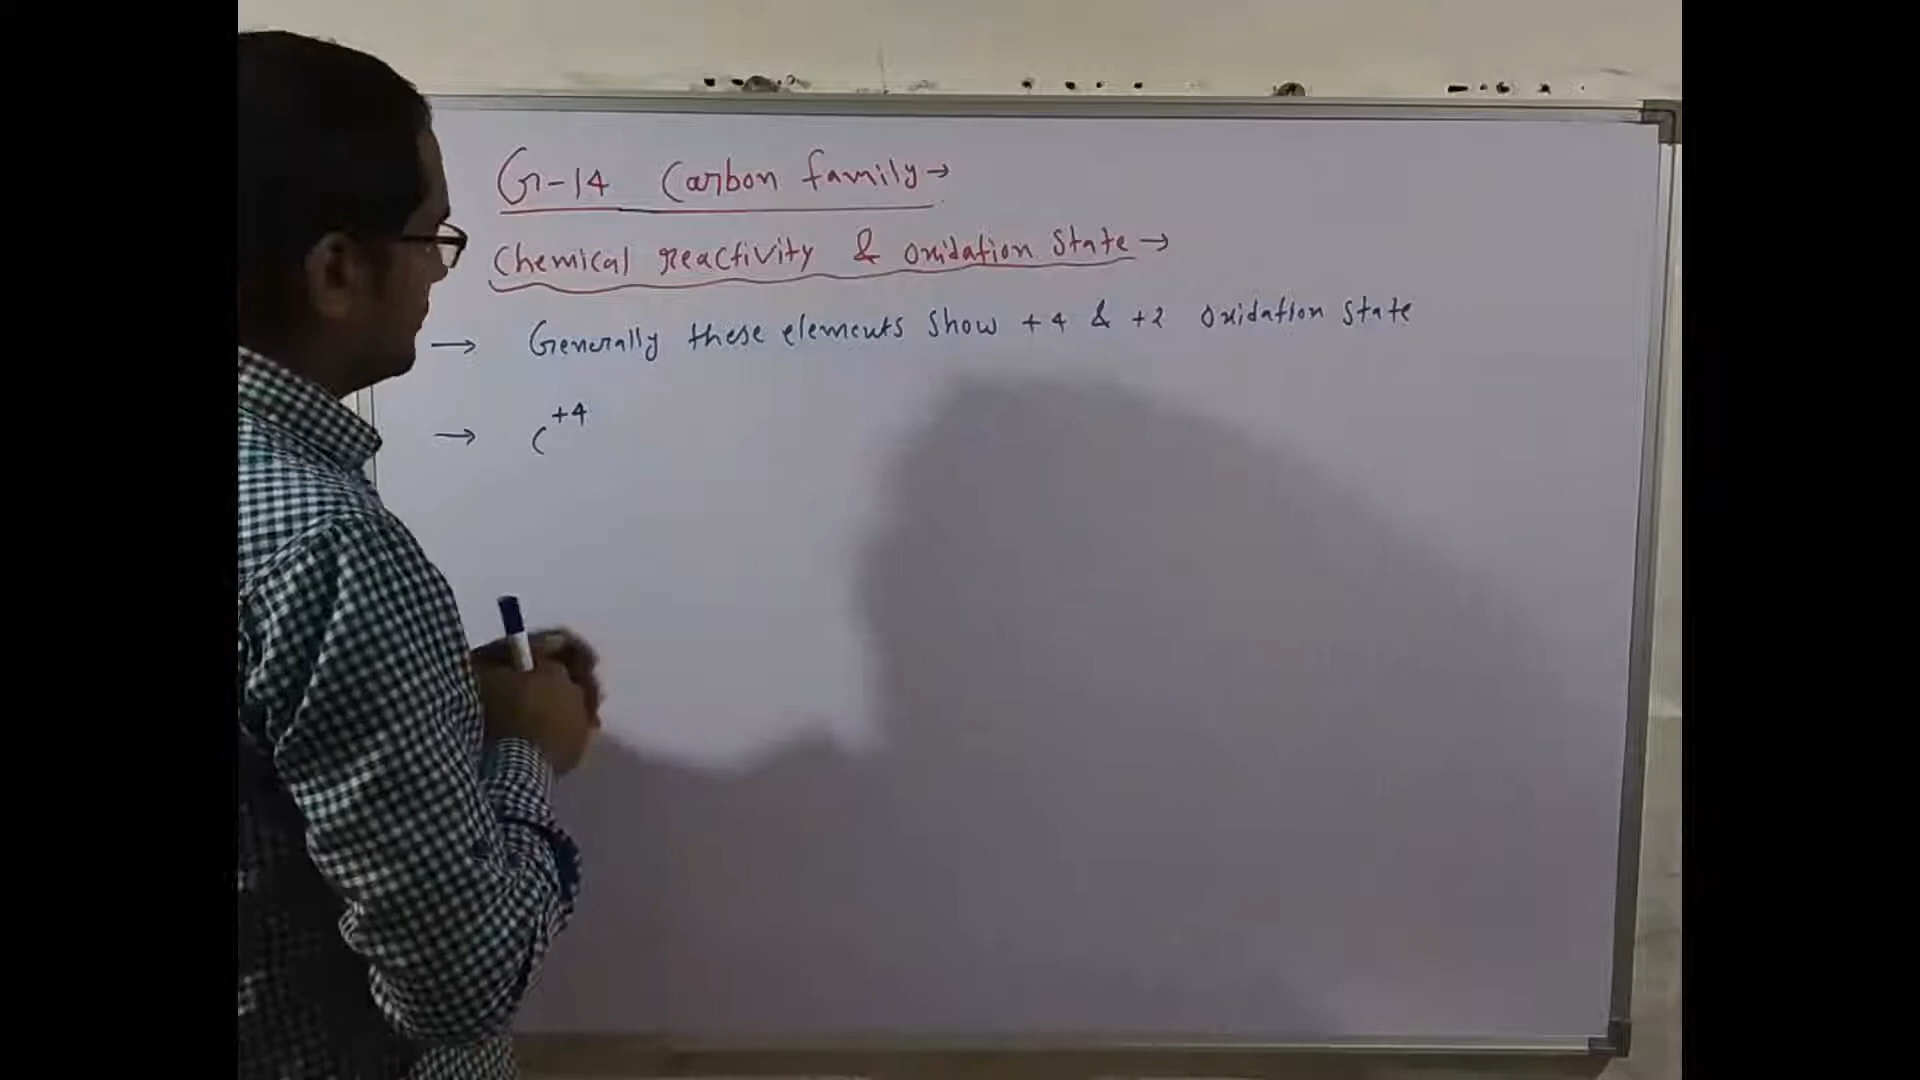 G-14 Carbon family→
Chemical reactivity & oxidation state→
→ Generally these elements show +4 & +2 oxidation state
→ C⁺⁴